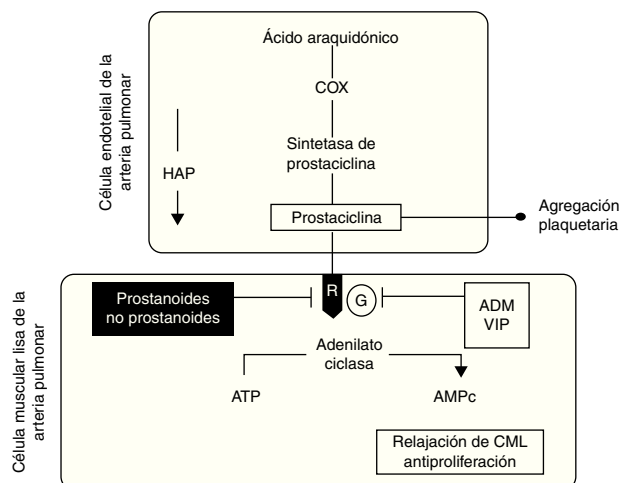 Célula endotelial de la
arteria pulmonar
Ácido araquidónico
COX
Sintetasa de
prostaciclina
HAP
Prostaciclina
Agregación
plaquetaria
Célula muscular lisa de la
arteria pulmonar
Prostanoides
no prostanoides
R
G
ADM
VIP
Adenilato
ciclasa
ATP
AMPc
Relajación de CML
antiproliferación